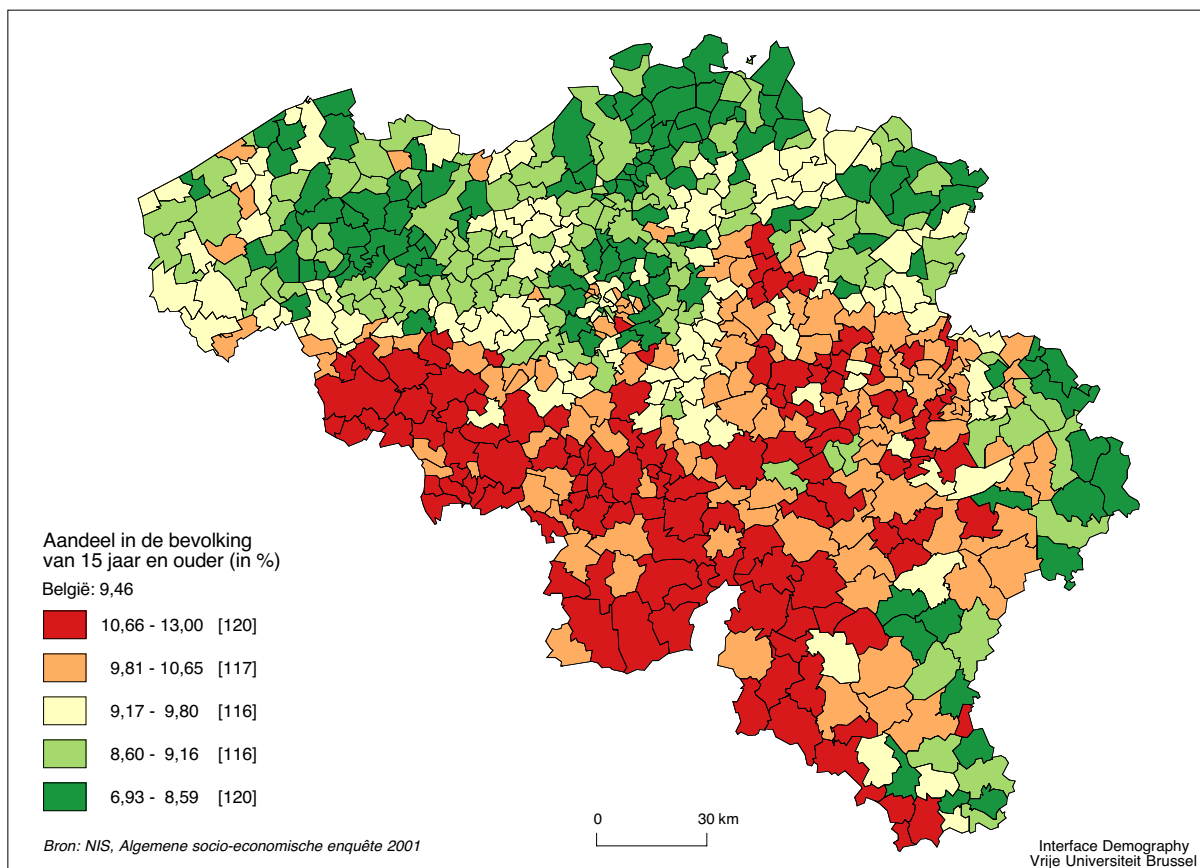 Aandeel in de bevolking
van 15 jaar en ouder (in %)
België: 9,46
10,66 - 13,00 [120]
9,81 - 10,65 [117]
9,17 - 9,80 [116]
8,60 - 9,16 [116]
6,93 - 8,59 [120]
Bron: NIS, Algemene socio-economische enquête 2001
0 30 km
Interface Demography
Vrije Universiteit Brussel